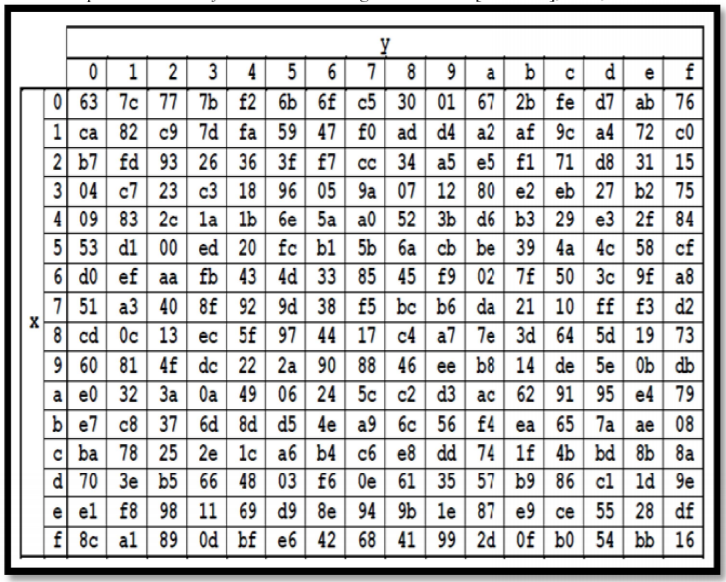 y
0 1 2 3 4 5 6 7 8 9 a b c d e f
0 63 7c 77 7b f2 6b 6f c5 30 01 67 2b fe d7 ab 76
1 ca 82 c9 7d fa 59 47 f0 ad d4 a2 af 9c a4 72 c0
2 b7 fd 93 26 36 3f f7 cc 34 a5 e5 f1 71 d8 31 15
3 04 c7 23 c3 18 96 05 9a 07 12 80 e2 eb 27 b2 75
4 09 83 2c 1a 1b 6e 5a a0 52 3b d6 b3 29 e3 2f 84
5 53 d1 00 ed 20 fc b1 5b 6a cb be 39 4a 4c 58 cf
6 d0 ef aa fb 43 4d 33 85 45 f9 02 7f 50 3c 9f a8
7 51 a3 40 8f 92 9d 38 f5 bc b6 da 21 10 ff f3 d2
x
8 cd 0c 13 ec 5f 97 44 17 c4 a7 7e 3d 64 5d 19 73
9 60 81 4f dc 22 2a 90 88 46 ee b8 14 de 5e 0b db
a e0 32 3a 0a 49 06 24 5c c2 d3 ac 62 91 95 e4 79
b e7 c8 37 6d 8d d5 4e a9 6c 56 f4 ea 65 7a ae 08
c ba 78 25 2e 1c a6 b4 c6 e8 dd 74 1f 4b bd 8b 8a
d 70 3e b5 66 48 03 f6 0e 61 35 57 b9 86 c1 1d 9e
e e1 f8 98 11 69 d9 8e 94 9b 1e 87 e9 ce 55 28 df
f 8c a1 89 0d bf e6 42 68 41 99 2d 0f b0 54 bb 16